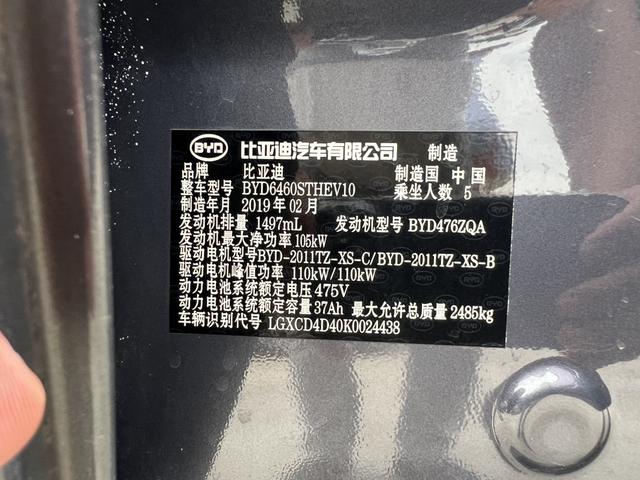 BYD 比亚迪汽车有限公司 制造
品牌 比亚迪 制造国 中国
整车型号 BYD6460STHEV10 乘坐人数 5
制造年月 2019年02月
发动机排量 1497mL 发动机型号 BYD476ZQA
发动机最大净功率 105kW
驱动电机型号BYD-2011TZ-XS-C/BYD-2011TZ-XS-B
驱动电机峰值功率 110kW/110kW
动力电池系统额定电压 475V
动力电池系统额定容量 37Ah 最大允许总质量 2485kg
车辆识别代号 LGXCD4D40K0024438